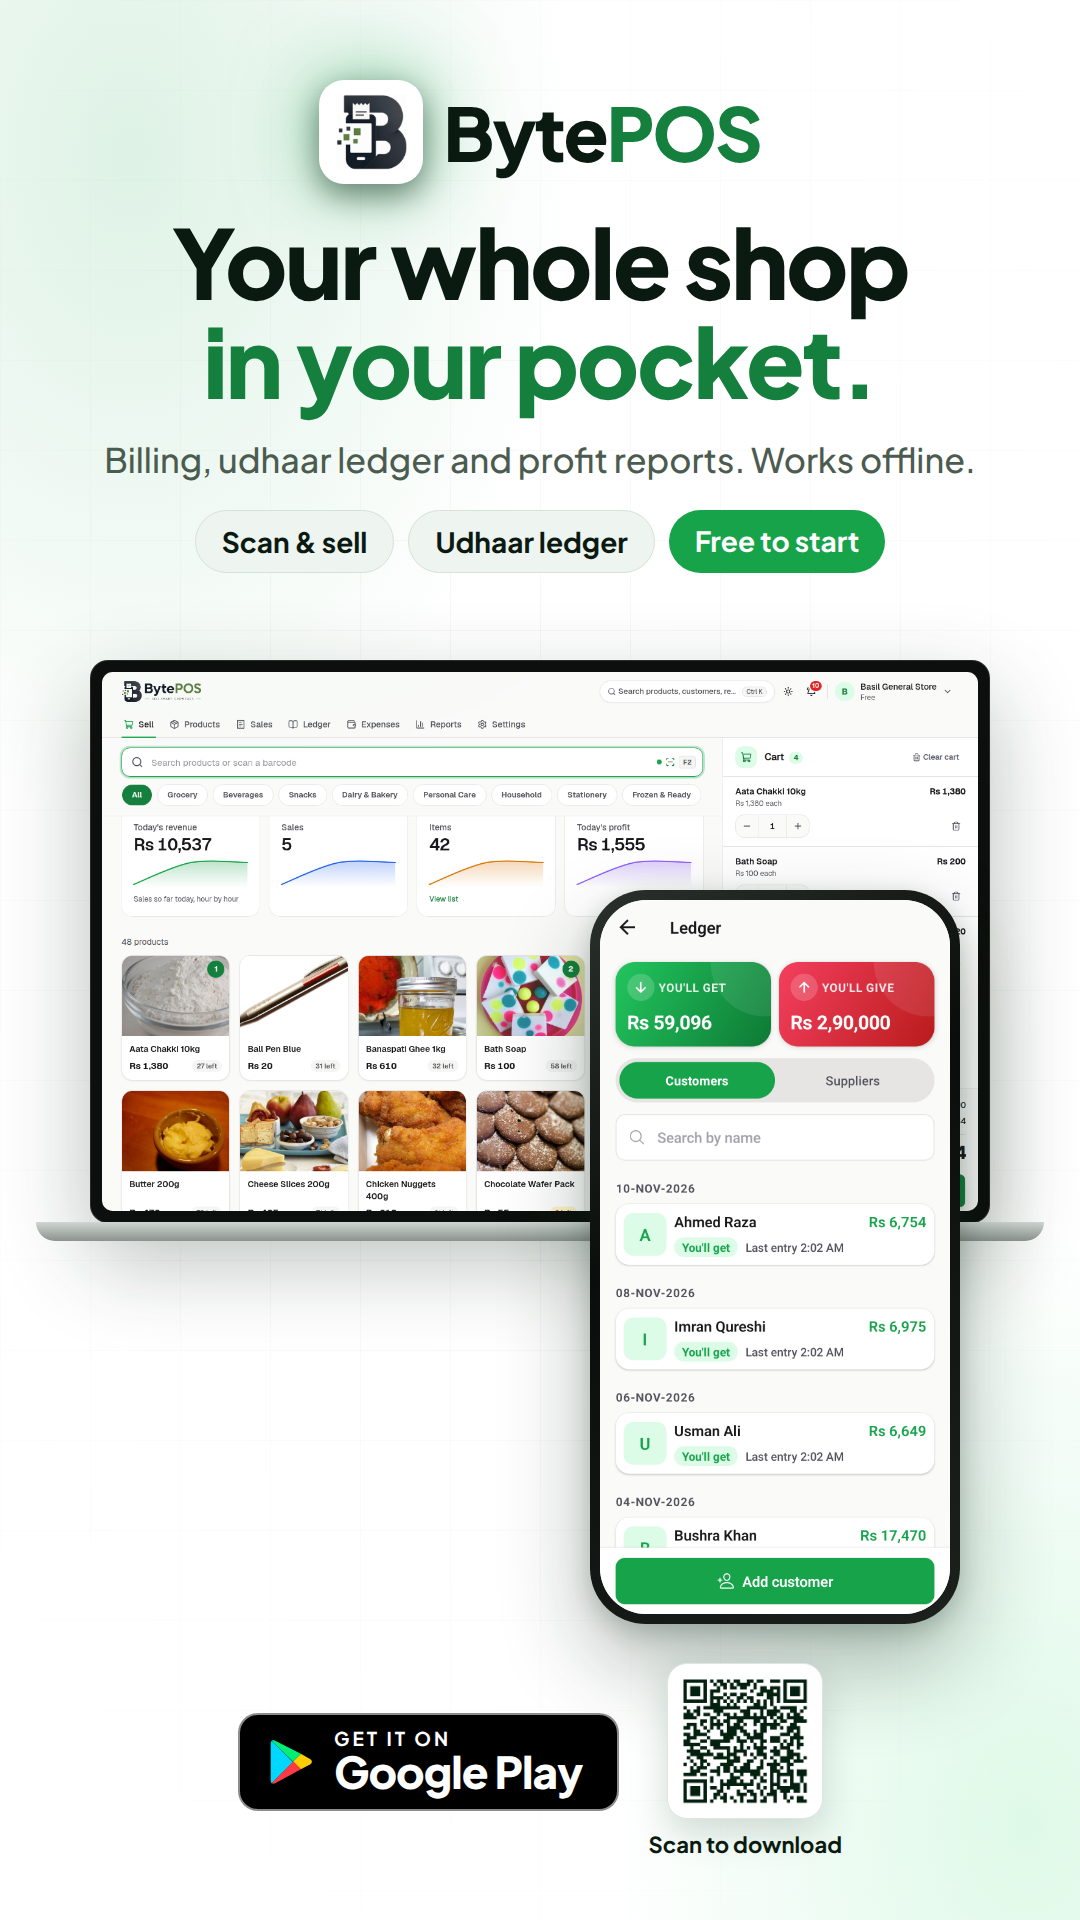 BytePOS
Your whole shop
in your pocket.
Billing, udhaar ledger and profit reports. Works offline.
Scan & sell
Udhaar ledger
Free to start
BytePOS
Search products, customers, re...
Ctrl K
10
B
Basil General Store
Free
Sell
Products
Sales
Ledger
Expenses
Reports
Settings
Search products or scan a barcode
F2
All
Grocery
Beverages
Snacks
Dairy & Bakery
Personal Care
Household
Stationery
Frozen & Ready
Today's revenue
Rs 10,537
Sales so far today, hour by hour
Sales
5
Items
42
View list
Today's profit
Rs 1,555
48 products
1
Aata Chakki 10kg
Rs 1,380
27 left
Ball Pen Blue
Rs 20
31 left
Banaspati Ghee 1kg
Rs 610
32 left
2
Bath Soap
Rs 100
58 left
Butter 200g
Cheese Slices 200g
Chicken Nuggets
400g
Chocolate Wafer Pack
Cart
4
Clear cart
Aata Chakki 10kg
Rs 1,380
Rs 1,380 each
1
Bath Soap
Rs 200
Rs 100 each
Ledger
YOU'LL GET
Rs 59,096
YOU'LL GIVE
Rs 2,90,000
Customers
Suppliers
Search by name
10-NOV-2026
A
Ahmed Raza
Rs 6,754
You'll get
Last entry 2:02 AM
08-NOV-2026
I
Imran Qureshi
Rs 6,975
You'll get
Last entry 2:02 AM
06-NOV-2026
U
Usman Ali
Rs 6,649
You'll get
Last entry 2:02 AM
04-NOV-2026
Bushra Khan
Rs 17,470
Add customer
GET IT ON
Google Play
Scan to download